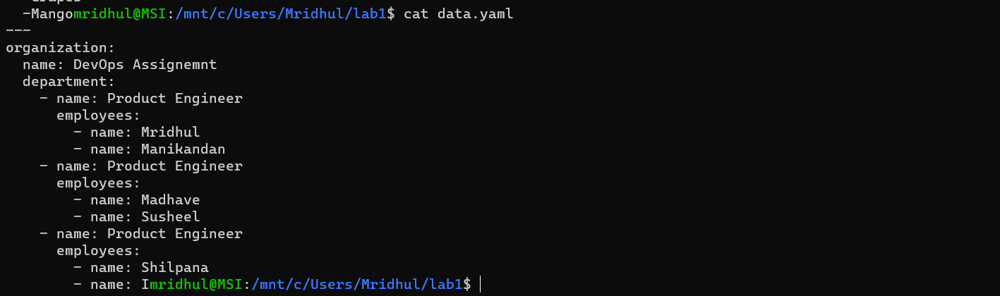 -Mangomridhul@MSI:/mnt/c/Users/Mridhul/lab1$ cat data.yaml
---
organization:
  name: DevOps Assignemnt
  department:
    - name: Product Engineer
      employees:
        - name: Mridhul
        - name: Manikandan
    - name: Product Engineer
      employees:
        - name: Madhave
        - name: Susheel
    - name: Product Engineer
      employees:
        - name: Shilpana
        - name: Imridhul@MSI:/mnt/c/Users/Mridhul/lab1$